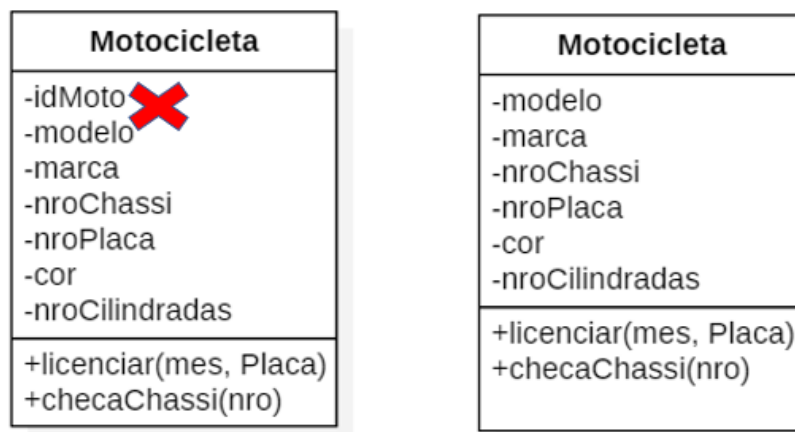 Motocicleta
-idMoto
-modelo
-marca
-nroChassi
-nroPlaca
-cor
-nroCilindradas
+licenciar(mes, Placa)
+checaChassi(nro)
Motocicleta
-modelo
-marca
-nroChassi
-nroPlaca
-cor
-nroCilindradas
+licenciar(mes, Placa)
+checaChassi(nro)